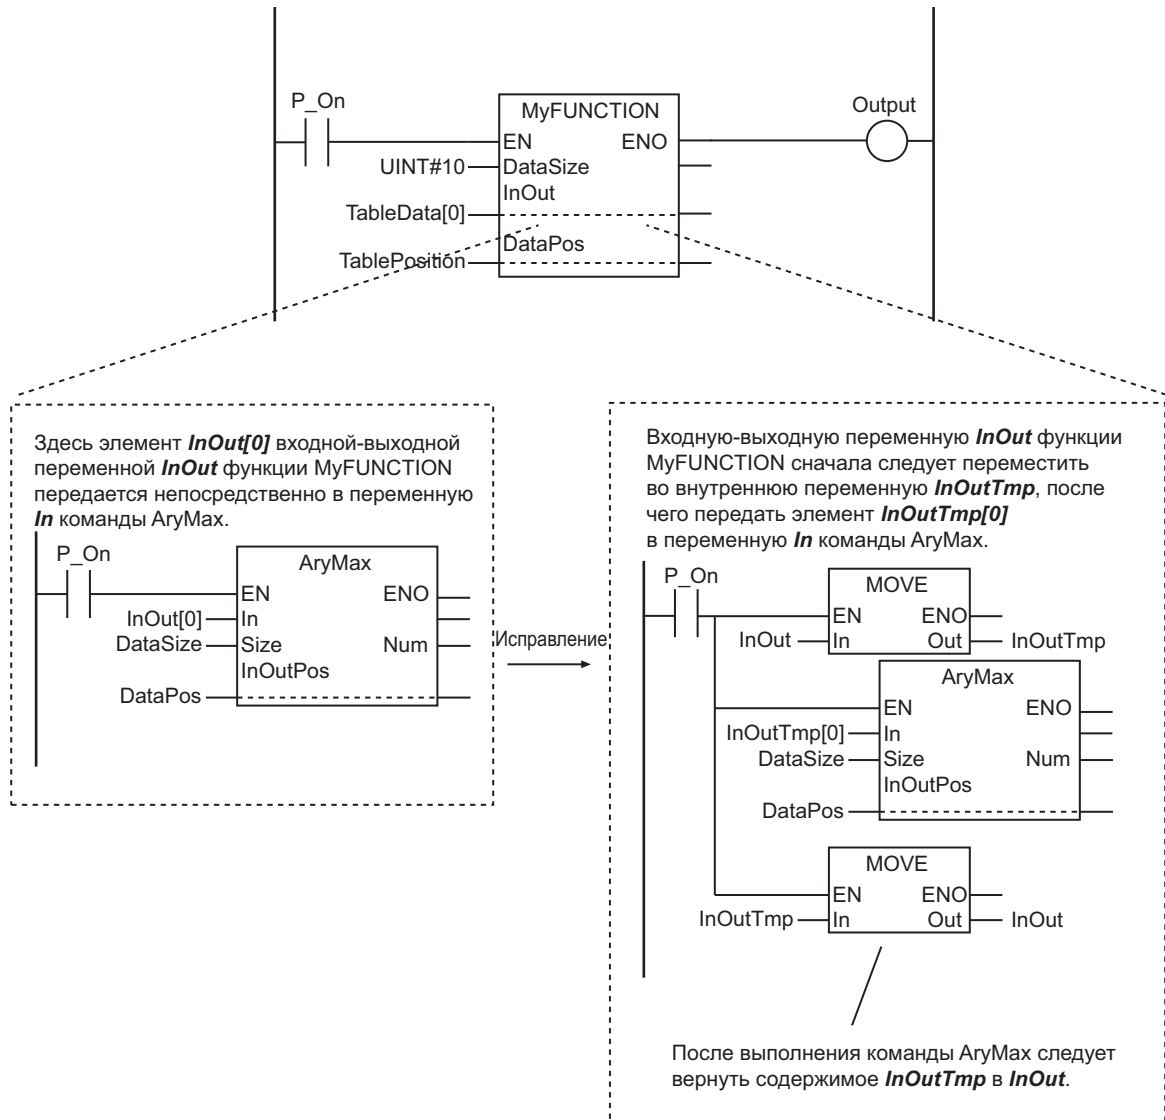 P_On
MyFUNCTION
Output
EN ENO
UINT#10 DataSize
InOut
TableData[0]
DataPos
TablePosition
Здесь элемент InOut[0] входной-выходной
переменной InOut функции MyFUNCTION
передается непосредственно в переменную
In команды AryMax.
P_On
AryMax
EN ENO
InOut[0] In
DataSize Size Num
InOutPos
DataPos
Исправление
Входную-выходную переменную InOut функции
MyFUNCTION сначала следует переместить
во внутреннюю переменную InOutTmp, после
чего передать элемент InOutTmp[0]
в переменную In команды AryMax.
P_On
MOVE
EN ENO
InOut In Out InOutTmp
AryMax
EN ENO
InOutTmp[0] In
DataSize Size Num
InOutPos
DataPos
MOVE
EN ENO
InOutTmp In Out InOut
После выполнения команды AryMax следует
вернуть содержимое InOutTmp в InOut.